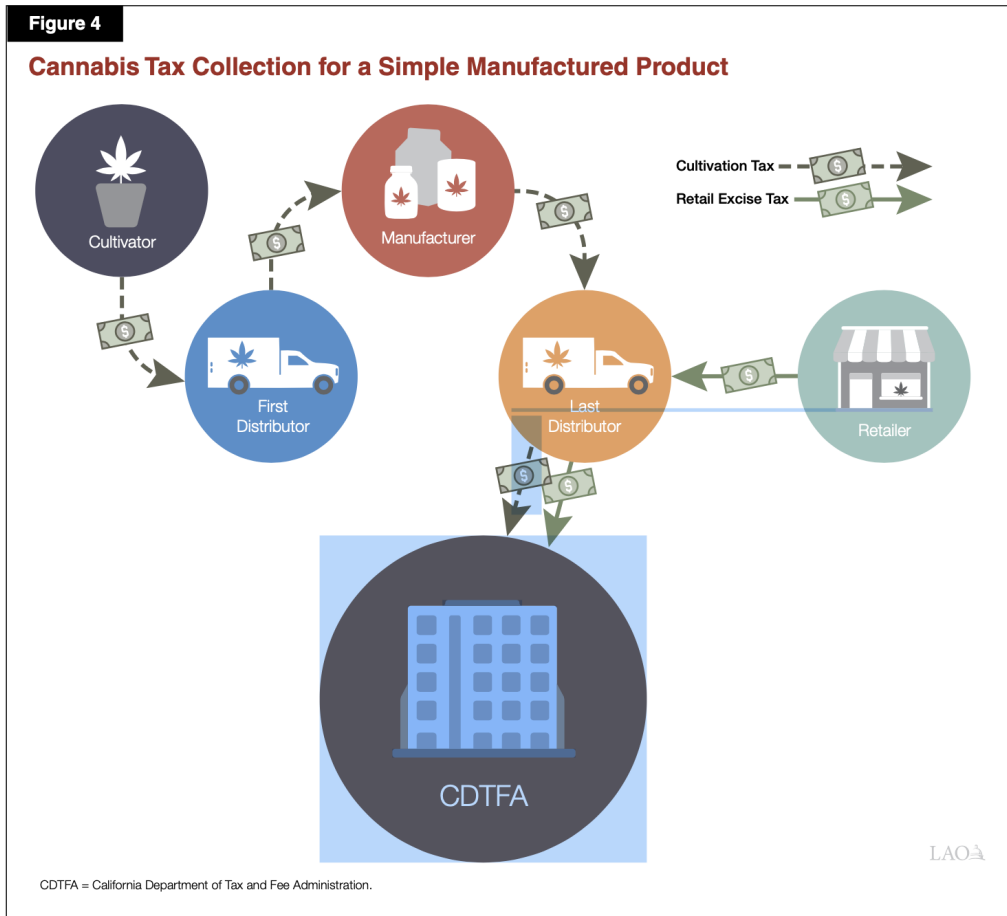 Figure 4
Cannabis Tax Collection for a Simple Manufactured Product
Cultivator
Manufacturer
Cultivation Tax
$
Retail Excise Tax
$
$
$
$
$
First
Distributor
Last
Distributor
Retailer
$
$
CDTFA
LAO
CDTFA = California Department of Tax and Fee Administration.